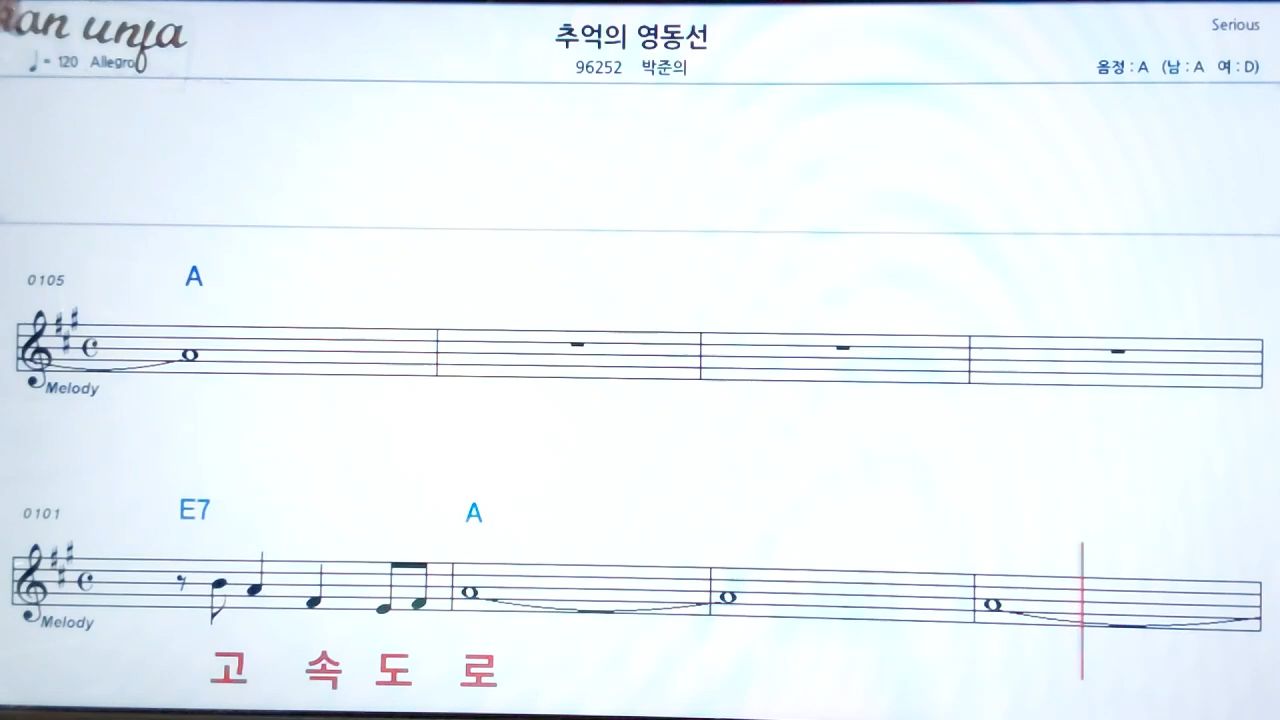 추억의 영동선
Serious
♩= 120 Allegro
96252 박준의
음정 : A (남 : A 여 : D)
0105
A
Melody
0101
E7 A
Melody
고 속 도 로